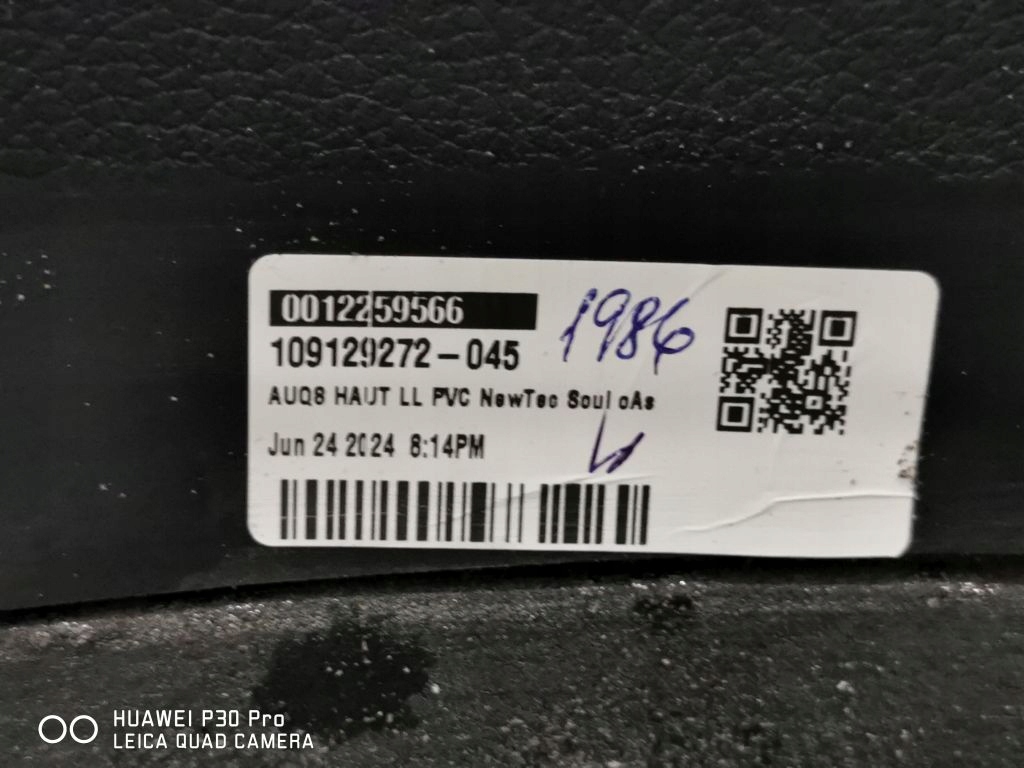 0012259566
109129272-045
1986
AUQ8 HAUT LL PVC NewTec Soul oAs
Jun 24 2024 8:14PM
HUAWEI P30 Pro
LEICA QUAD CAMERA